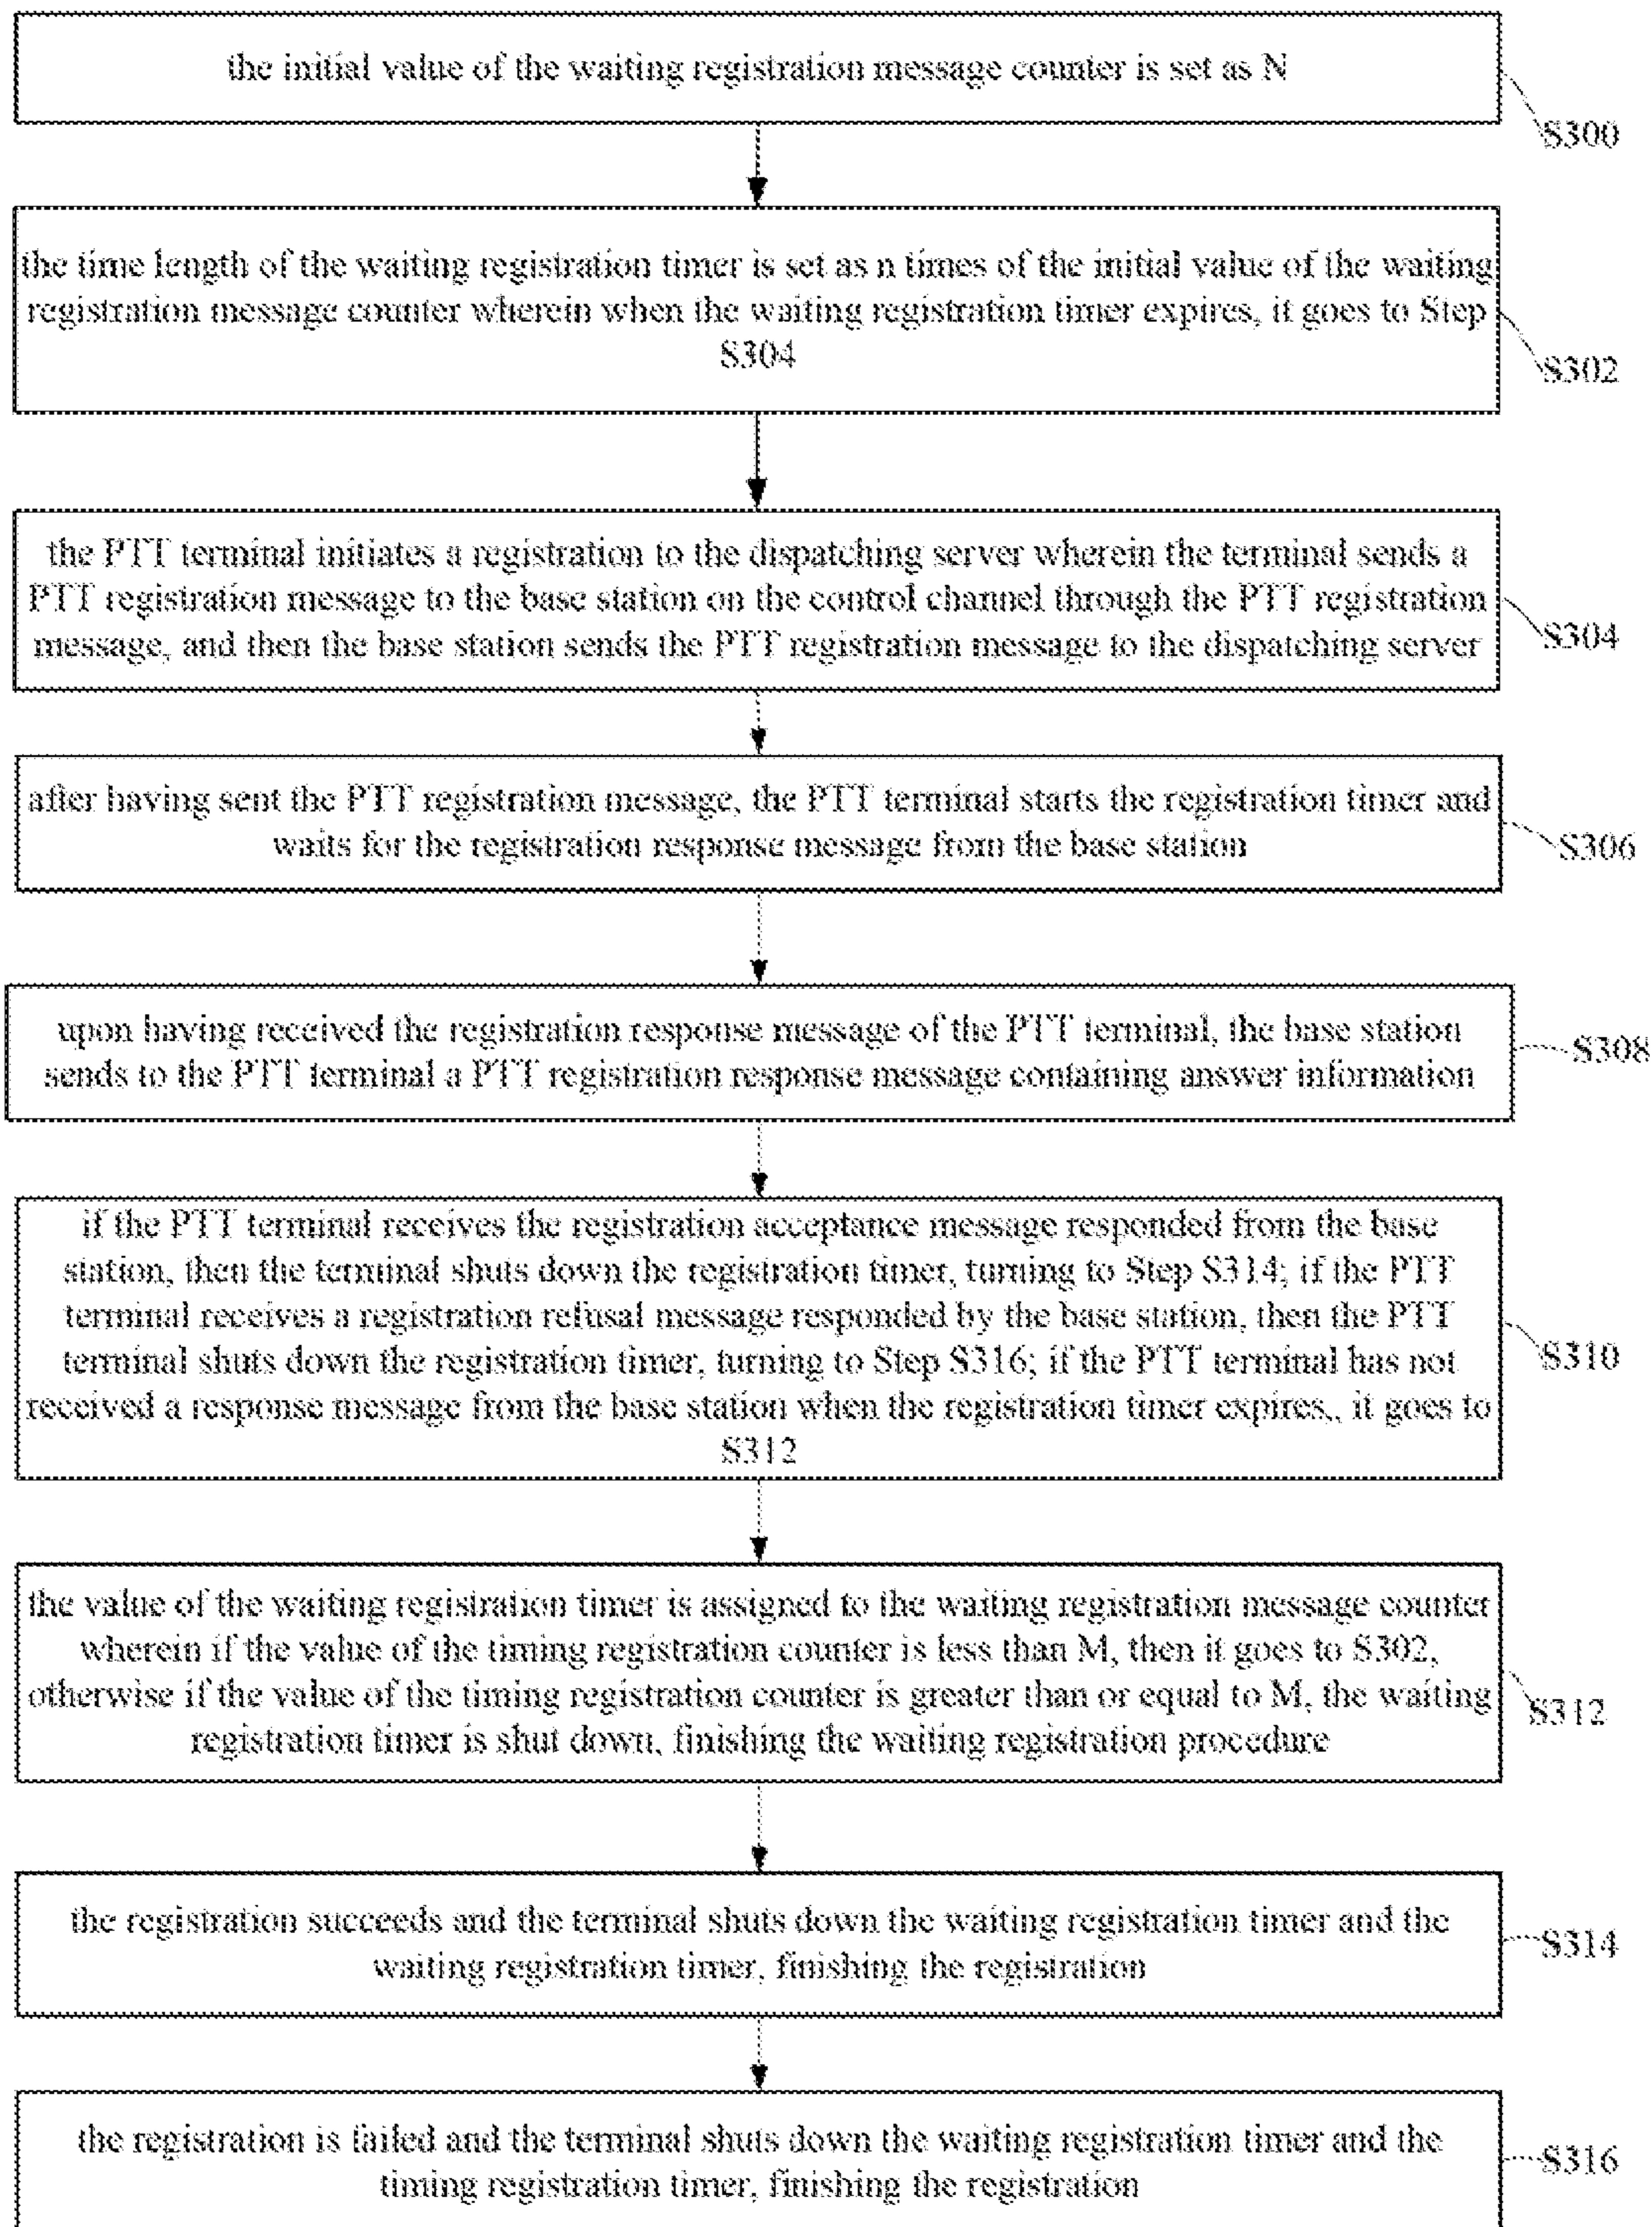 the initial value of the waiting registration message counter is set as N
S300
the time length of the waiting registration timer is set as n times of the initial value of the waiting
registration message counter wherein when the waiting registration timer expires, it goes to Step
S304
S302
the PTT terminal initiates a registration to the dispatching server wherein the terminal sends a
PTT registration message to the base station on the control channel through the PTT registration
message, and then the base station sends the PTT registration message to the dispatching server
S304
after having sent the PTT registration message, the PTT terminal starts the registration timer and
waits for the registration response message from the base station
S306
upon having received the registration response message of the PTT terminal, the base station
sends to the PTT terminal a PTT registration response message containing answer information
S308
if the PTT terminal receives the registration acceptance message responded from the base
station, then the terminal shuts down the registration timer, turning to Step S314; if the PTT
terminal receives a registration refusal message responded by the base station, then the PTT
terminal shuts down the registration timer, turning to Step S316; if the PTT terminal has not
received a response message from the base station when the registration timer expires,, it goes to
S312
S310
the value of the waiting registration timer is assigned to the waiting registration message counter
wherein if the value of the timing registration counter is less than M, then it goes to S302,
otherwise if the value of the timing registration counter is greater than or equal to M, the waiting
registration timer is shut down, finishing the waiting registration procedure
S312
the registration succeeds and the terminal shuts down the waiting registration timer and the
waiting registration timer, finishing the registration
S314
the registration is failed and the terminal shuts down the waiting registration timer and the
timing registration timer, finishing the registration
S316